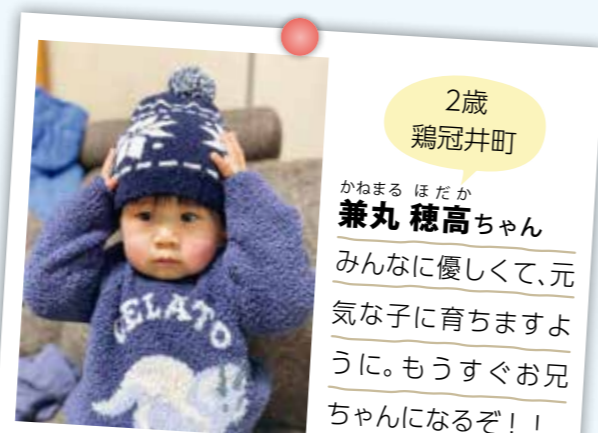 2歳
鶏冠井町
かねまる ほだか
兼丸 穂高ちゃん
みんなに優しくて、元
気な子に育ちますよ
うに。もうすぐお兄
ちゃんになるぞ！！
GELATO